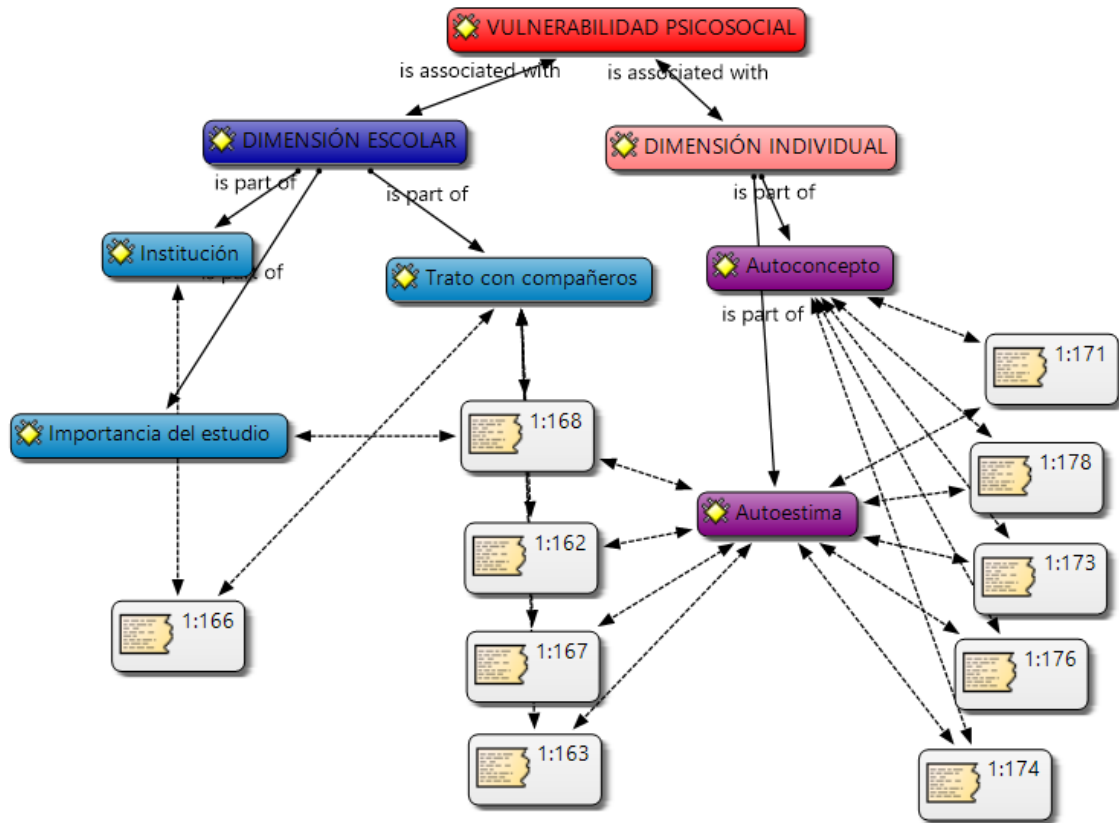 VULNERABILIDAD PSICOSOCIAL
is associated with
is associated with
DIMENSIÓN ESCOLAR
DIMENSIÓN INDIVIDUAL
is part of
is part of
is part of
Institución
is part of
Trato con compañeros
Autoconcepto
is part of
1:171
Importancia del estudio
1:168
1:178
Autoestima
1:162
1:173
1:166
1:167
1:176
1:163
1:174